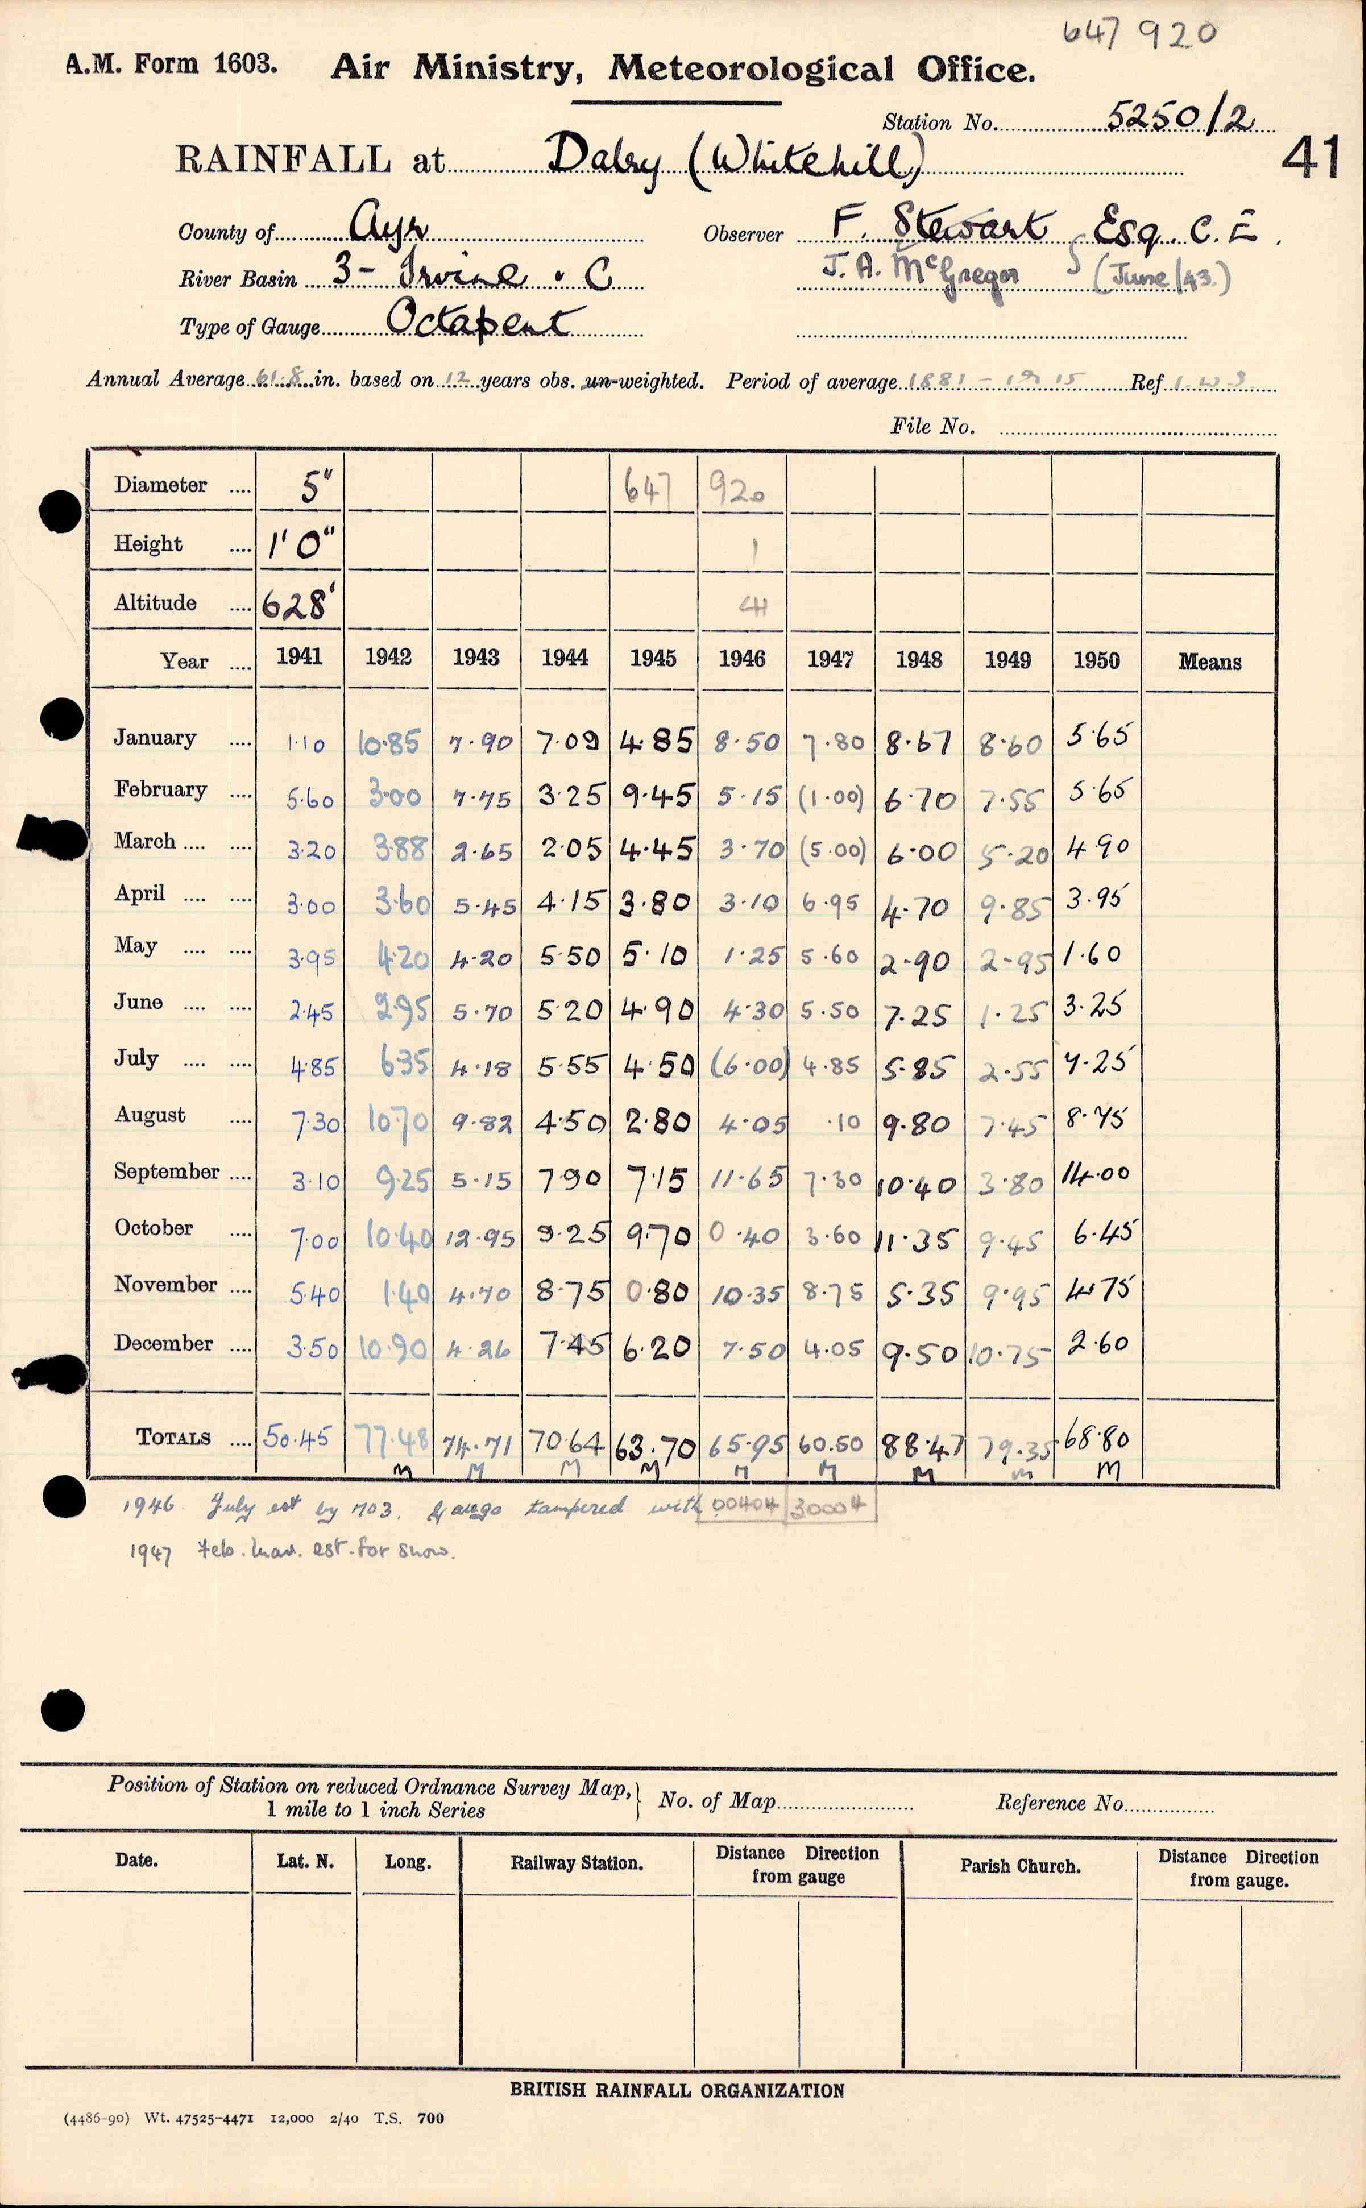 647 920
A.M. Form 1603. Air Ministry, Meteorological Office.
Station No. 5250/2
41
RAINFALL at Dalry (Whitehill)
County of Ayr Observer F. Stewart Esq. C.E.
River Basin 3 - Irvine . C J. A. McGregor (June/43.)
Type of Gauge Octapent
Annual Average 61.8 in. based on 12 years obs. un-weighted. Period of average 1881 - 1915 Ref
File No.
Diameter .... 5" 647 920
Height .... 1' 0" 1
Altitude .... 628' 41
Year .... 1941 1942 1943 1944 1945 1946 1947 1948 1949 1950 Means
January .... 1.10 10.85 7.90 7.09 4.85 8.50 7.80 8.67 8.60 5.65
February .... 5.60 3.00 7.75 3.25 9.45 5.15 (1.00) 6.70 7.55 5.65
March .... .... 3.20 3.88 2.65 2.05 4.45 3.70 (5.00) 6.00 5.20 4.90
April .... .... 3.00 3.60 5.45 4.15 3.80 3.10 6.95 4.70 9.85 3.95
May .... .... 3.95 4.20 4.20 5.50 5.10 1.25 5.60 2.90 2.95 1.60
June .... .... 2.45 2.95 5.70 5.20 4.90 4.30 5.50 7.25 1.25 3.25
July .... .... 4.85 6.35 4.18 5.55 4.50 (6.00) 4.85 5.85 2.55 7.25
August .... 7.30 10.70 9.82 4.50 2.80 4.05 .10 9.80 7.45 8.75
September .... 3.10 9.25 5.15 7.90 7.15 11.65 7.30 10.40 3.80 14.00
October .... 7.00 10.40 12.95 9.25 9.70 0.40 3.60 11.35 9.45 6.45
November .... 5.40 1.40 4.70 8.75 0.80 10.35 8.75 5.35 9.95 4.75
December .... 3.50 10.90 4.26 7.45 6.20 7.50 4.05 9.50 10.75 2.60
TOTALS .... 50.45 77.48 74.71 70.64 63.70 65.95 60.50 88.47 79.35 68.80
M M M M M M M M M
1946 July est by 703. Gauge tampered with 00404 30004
1947 Feb. Mar. est. for snow.
Position of Station on reduced Ordnance Survey Map, 1 mile to 1 inch Series } No. of Map Reference No.
Date. Lat. N. Long. Railway Station. Distance Direction from gauge Parish Church. Distance Direction from gauge.
BRITISH RAINFALL ORGANIZATION
(4486-90) Wt. 47525-4471 12,000 2/40 T.S. 700